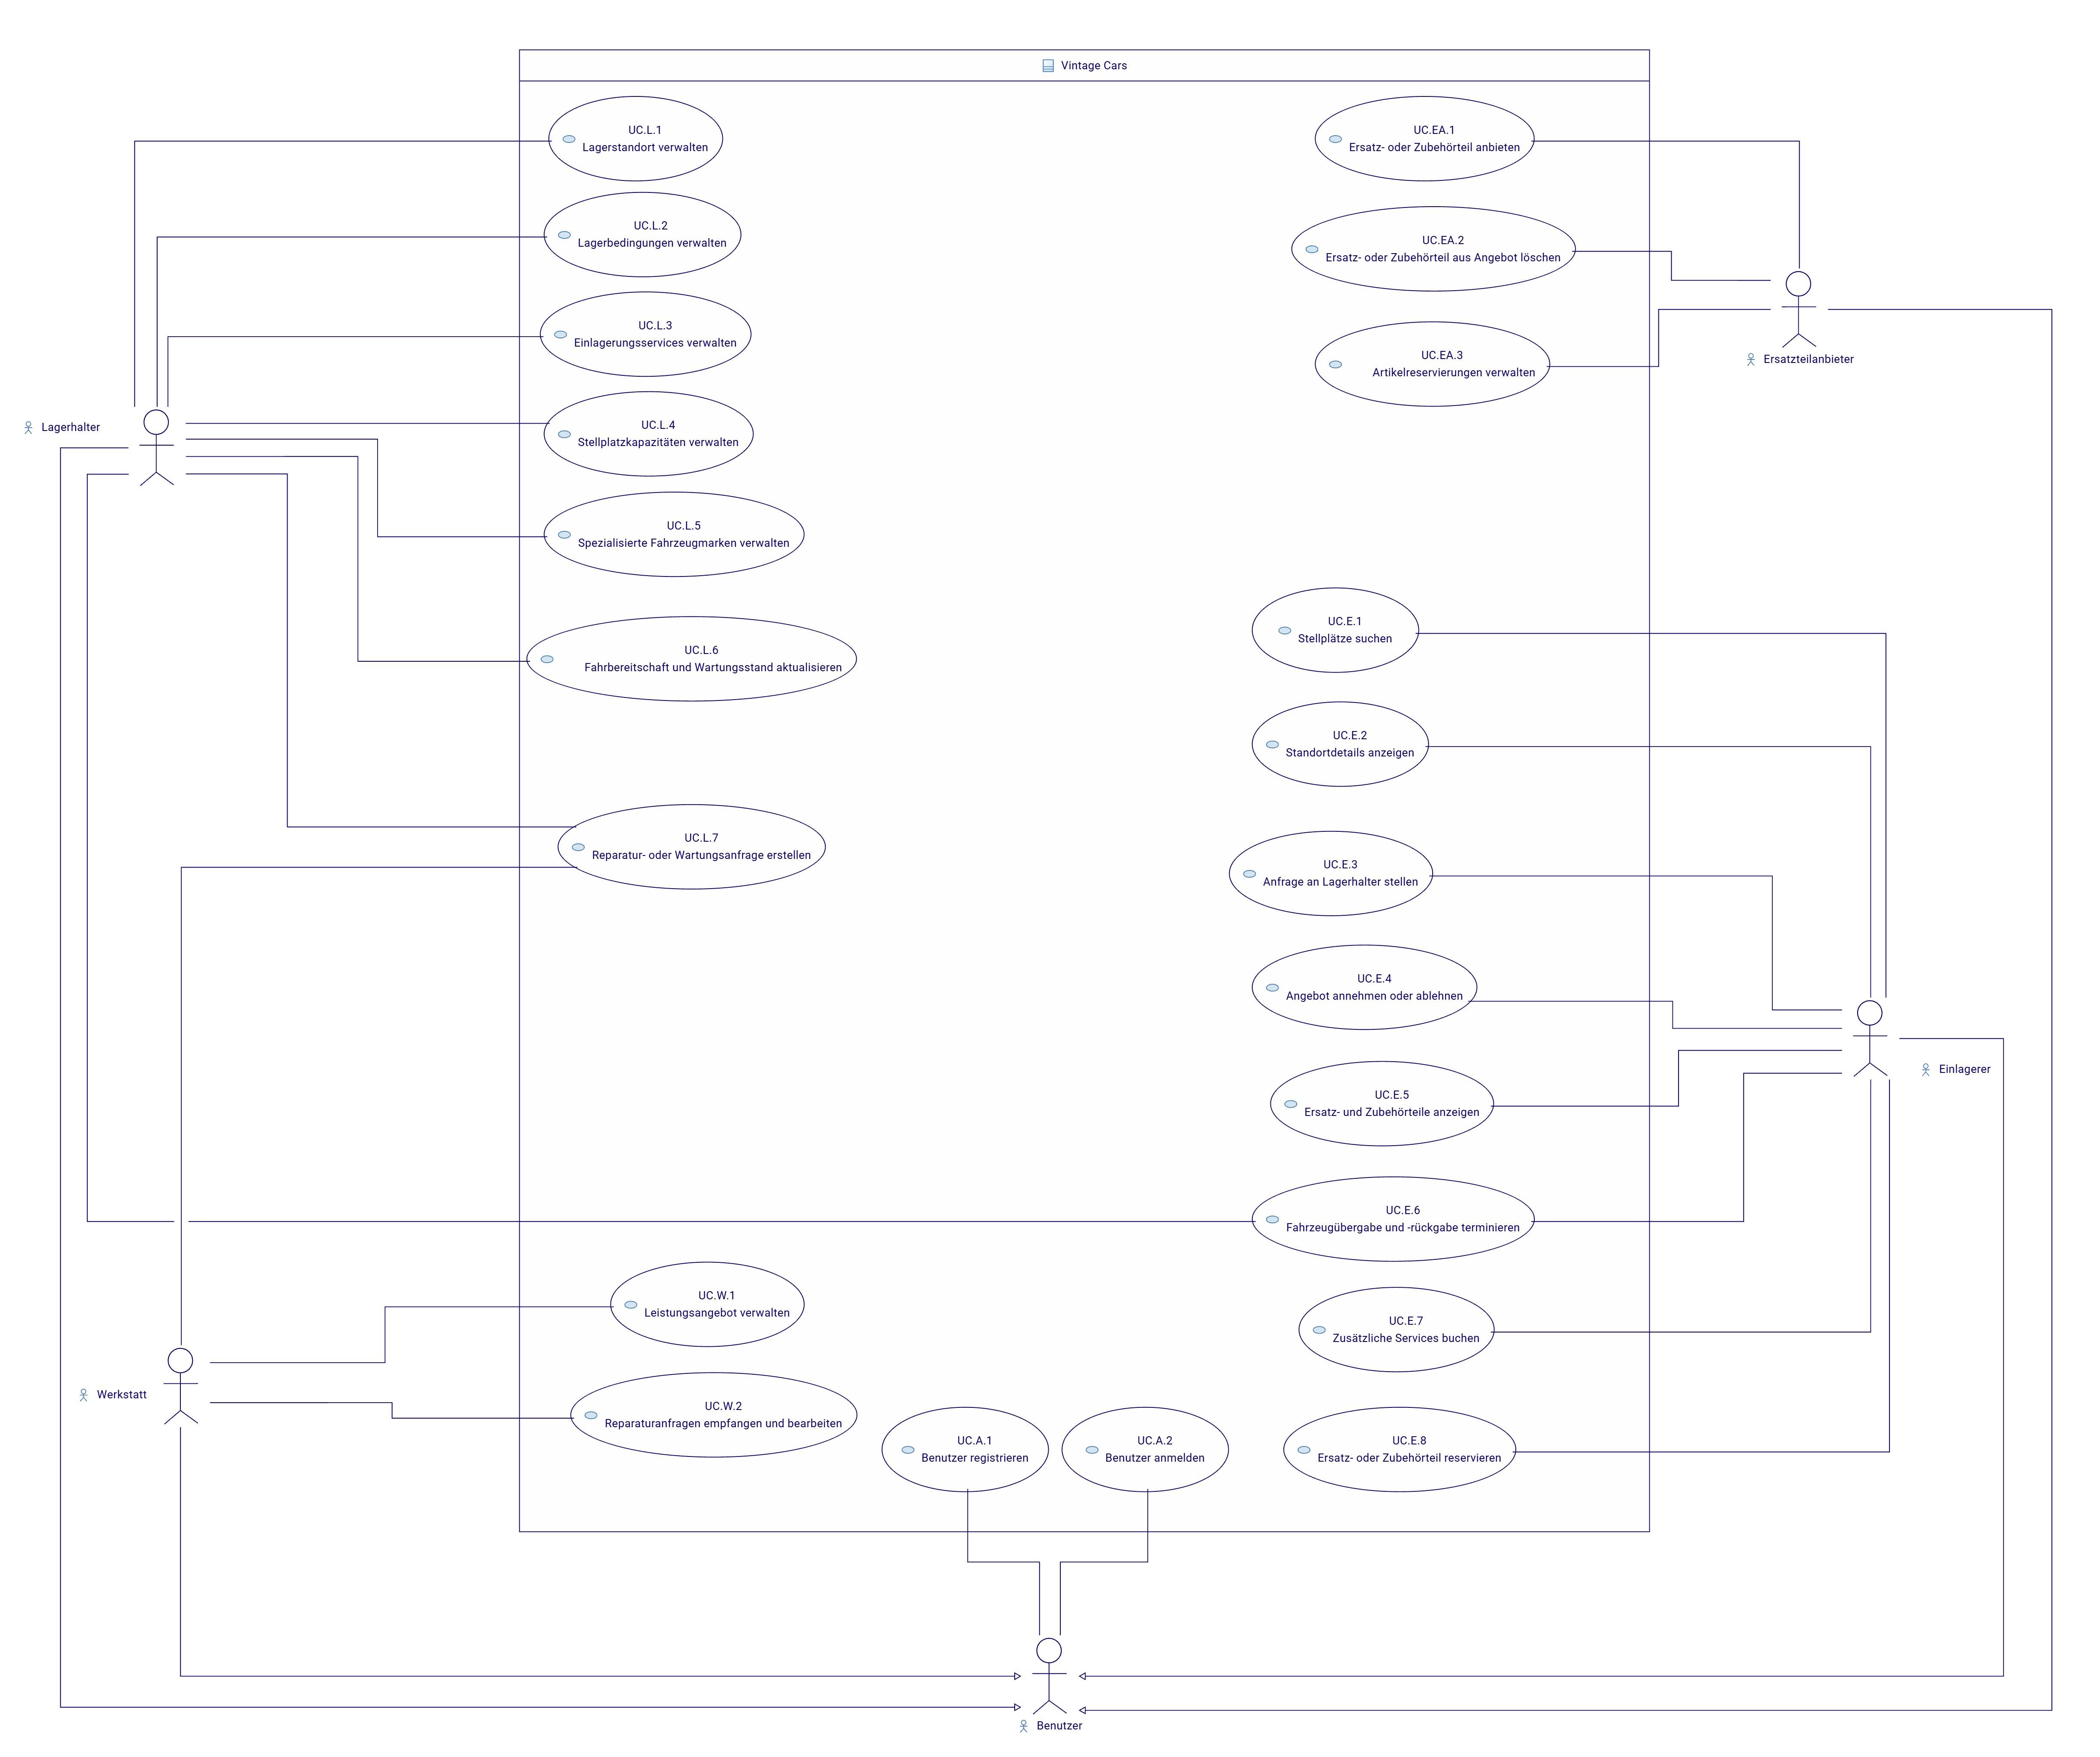 Vintage Cars
UC.L.1
Lagerstandort verwalten
UC.L.2
Lagerbedingungen verwalten
UC.L.3
Einlagerungsservices verwalten
UC.L.4
Stellplatzkapazitäten verwalten
UC.L.5
Spezialisierte Fahrzeugmarken verwalten
UC.L.6
Fahrbereitschaft und Wartungsstand aktualisieren
UC.L.7
Reparatur- oder Wartungsanfrage erstellen
Lagerhalter
UC.EA.1
Ersatz- oder Zubehörteil anbieten
UC.EA.2
Ersatz- oder Zubehörteil aus Angebot löschen
UC.EA.3
Artikelreservierungen verwalten
Ersatzteilanbieter
UC.E.1
Stellplätze suchen
UC.E.2
Standortdetails anzeigen
UC.E.3
Anfrage an Lagerhalter stellen
UC.E.4
Angebot annehmen oder ablehnen
UC.E.5
Ersatz- und Zubehörteile anzeigen
UC.E.6
Fahrzeugübergabe und -rückgabe terminieren
UC.E.7
Zusätzliche Services buchen
UC.E.8
Ersatz- oder Zubehörteil reservieren
Einlagerer
UC.W.1
Leistungsangebot verwalten
UC.W.2
Reparaturanfragen empfangen und bearbeiten
Werkstatt
UC.A.1
Benutzer registrieren
UC.A.2
Benutzer anmelden
Benutzer